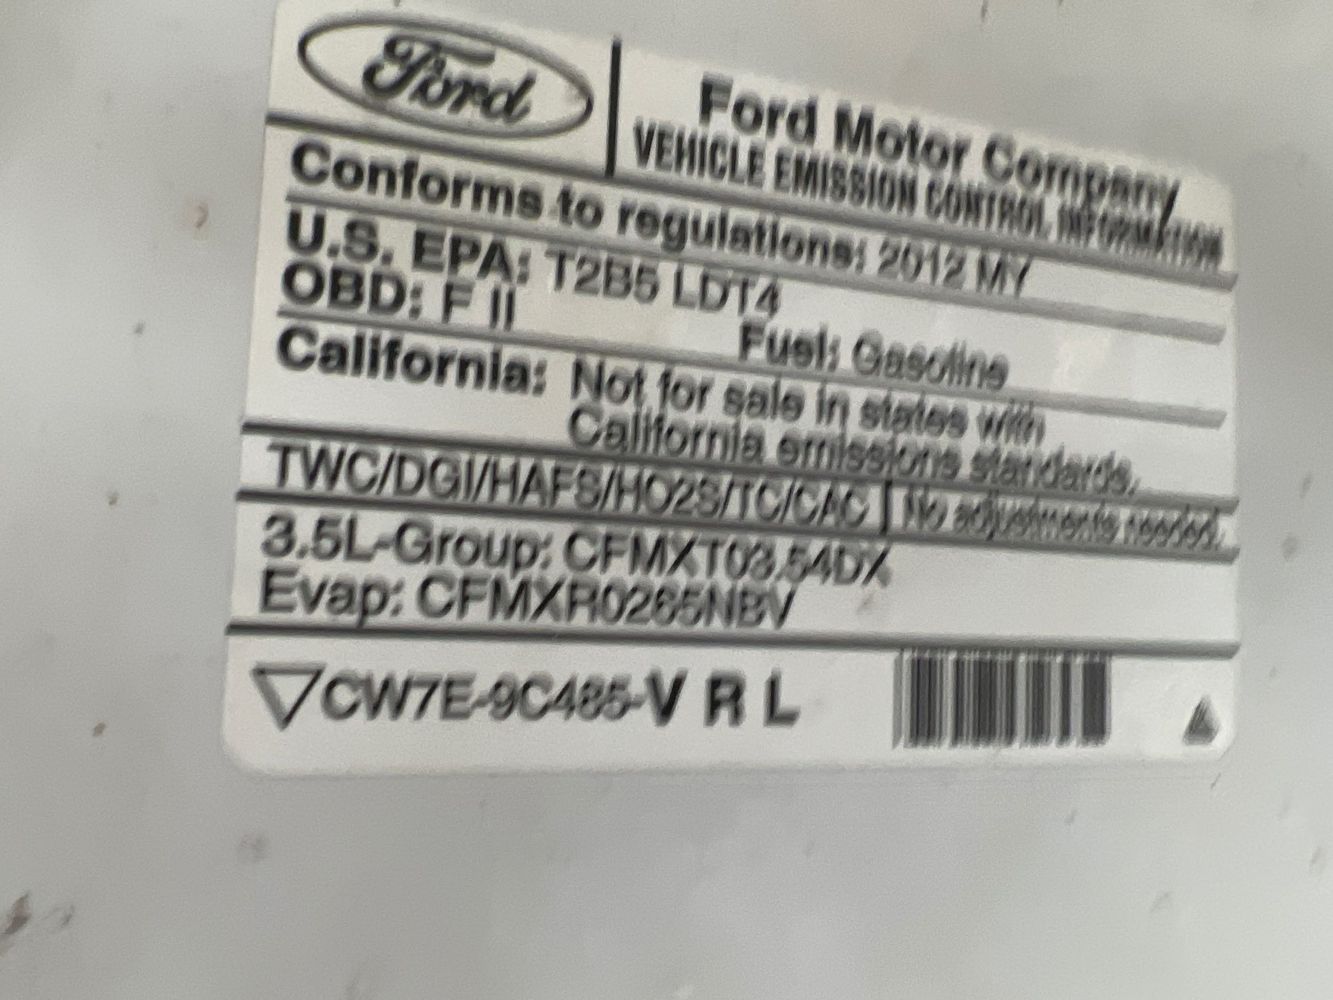 Ford
Ford Motor Company
VEHICLE EMISSION CONTROL INFORMATION
Conforms to regulations: 2012 MY
U.S. EPA: T2B5 LDT4
OBD: F II Fuel: Gasoline
California: Not for sale in states with
California emissions standards.
TWC/DGI/HAFS/HO2S/TC/CAC No adjustments needed.
3.5L-Group: CFMXT03.54DX
Evap: CFMXR0265NBV
CW7E-9C485-V R L